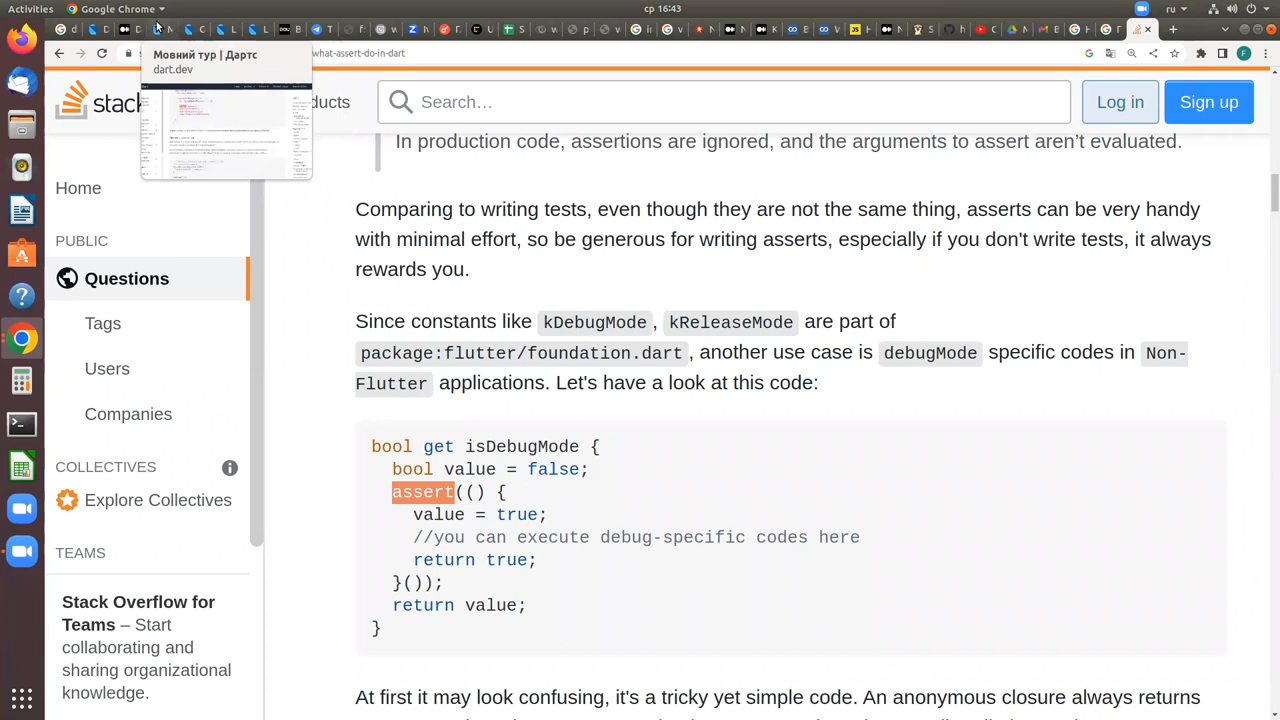 Activities
Google Chrome
ср 16:43
ru
what-assert-do-in-dart
Мовний тур | Дартс
dart.dev
stack
ducts
Search…
Log in
Sign up
In production code, assertions are ignored, and the arguments to assert aren't evaluated.
Home
PUBLIC
Questions
Tags
Users
Companies
COLLECTIVES
Explore Collectives
TEAMS
Stack Overflow for
Teams – Start
collaborating and
sharing organizational
knowledge.
Comparing to writing tests, even though they are not the same thing, asserts can be very handy
with minimal effort, so be generous for writing asserts, especially if you don't write tests, it always
rewards you.
Since constants like kDebugMode, kReleaseMode are part of
package:flutter/foundation.dart, another use case is debugMode specific codes in Non-
Flutter applications. Let's have a look at this code:
bool get isDebugMode {
bool value = false;
assert(() {
value = true;
//you can execute debug-specific codes here
return true;
}());
return value;
}
At first it may look confusing, it's a tricky yet simple code. An anonymous closure always returns